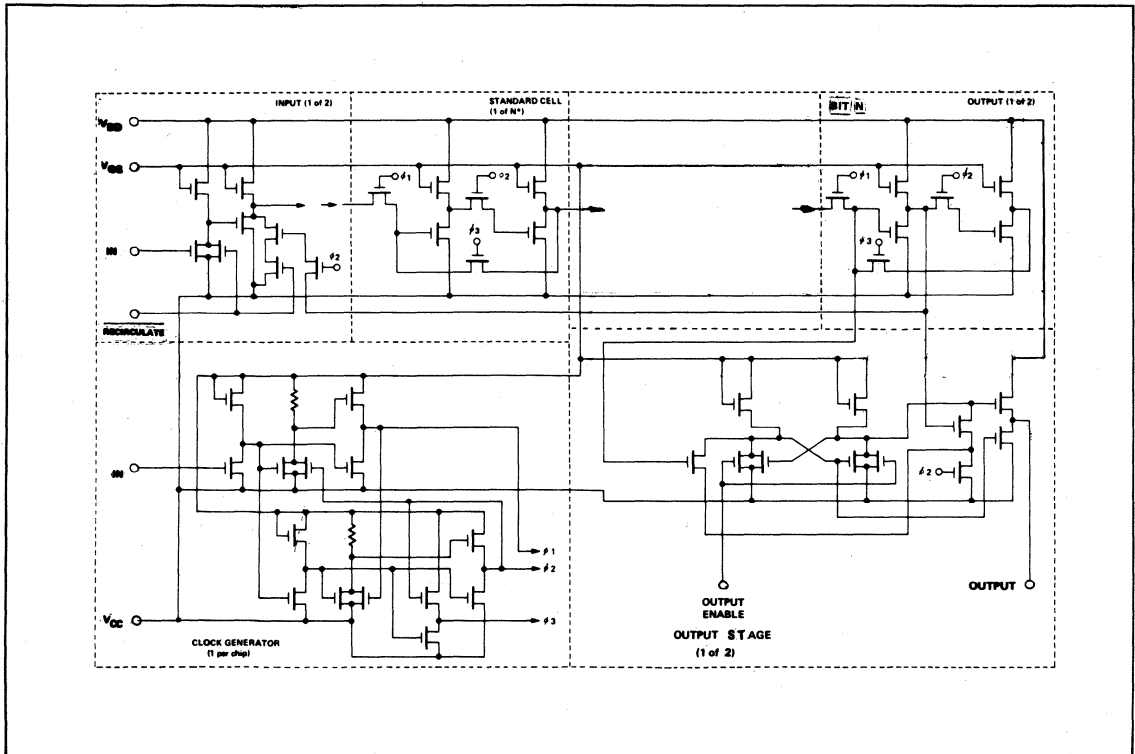 INPUT (1 of 2)
STANDARD CELL
(1 of N*)
BIT N
OUTPUT (1 of 2)
VDD
VGG
ϕ1
ϕ2
ϕ1
ϕ2
ϕ3
ϕ3
IN
ϕ2
RECIRCULATE
ϕIN
ϕ2
ϕ1
ϕ2
ϕ3
OUTPUT
ENABLE
OUTPUT
VCC
CLOCK GENERATOR
(1 per chip)
OUTPUT STAGE
(1 of 2)